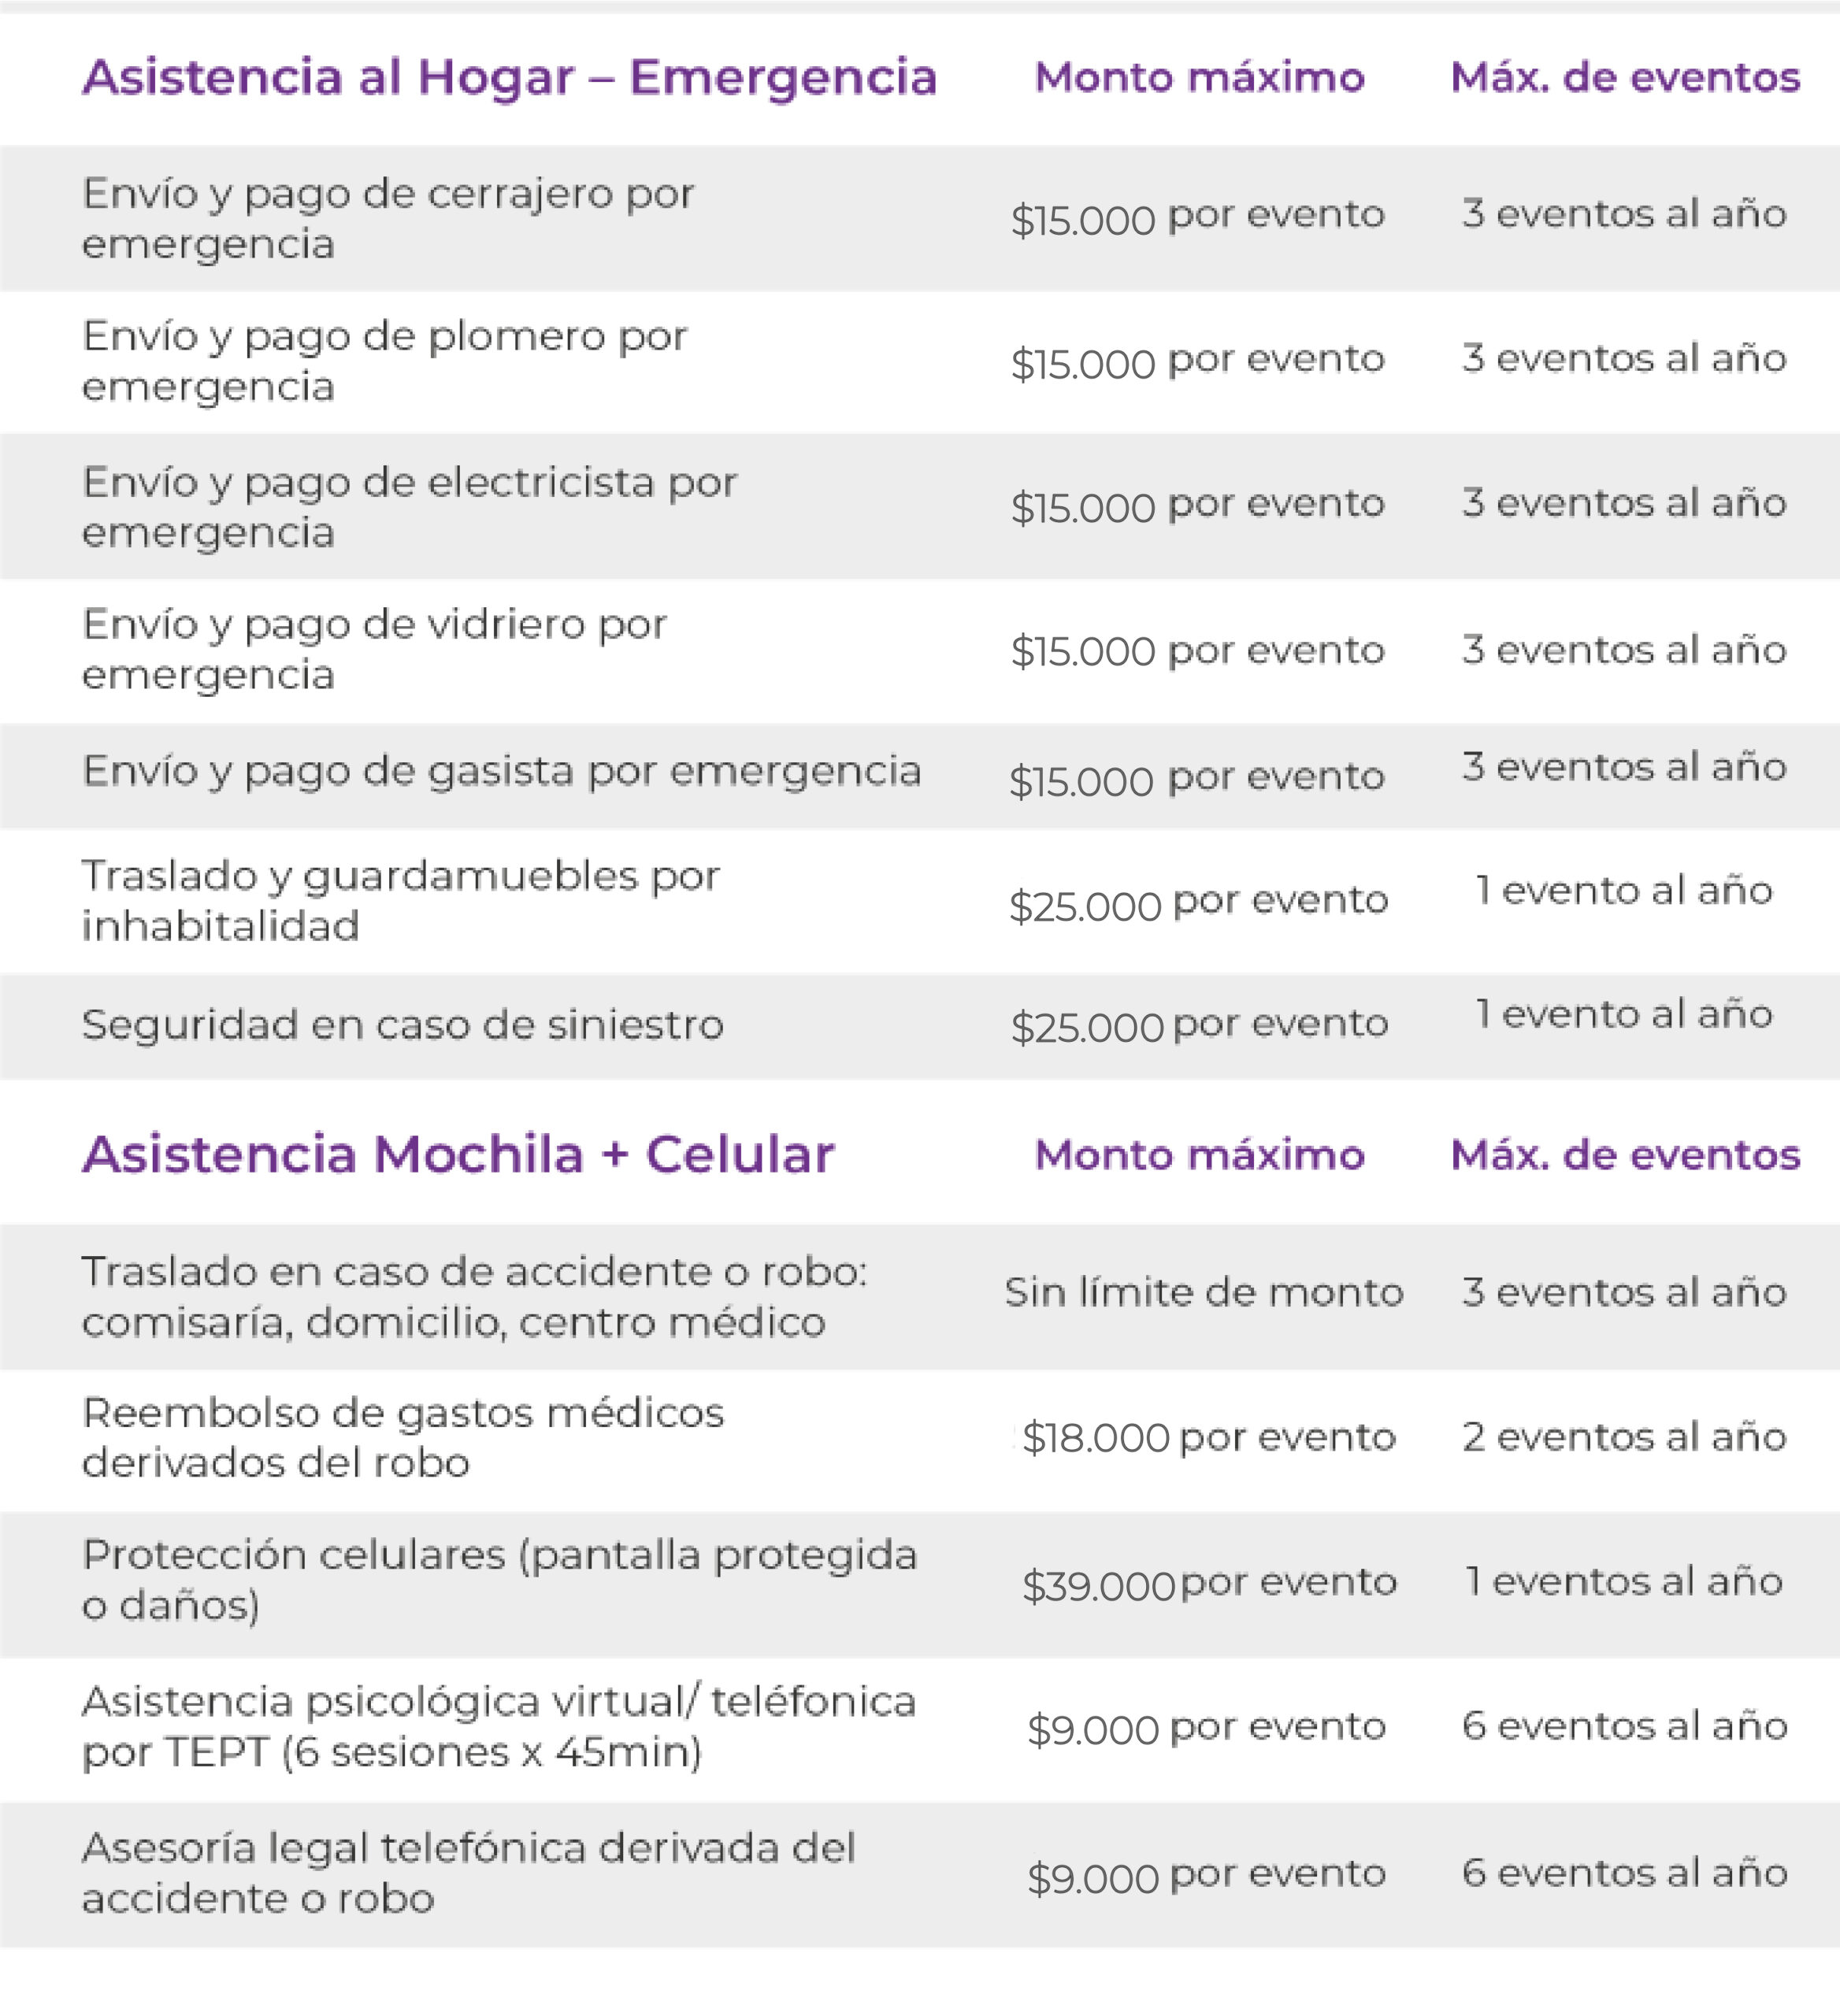 Asistencia al Hogar – Emergencia Monto máximo Máx. de eventos
Envío y pago de cerrajero por
emergencia
$15.000 por evento 3 eventos al año
Envío y pago de plomero por
emergencia
$15.000 por evento 3 eventos al año
Envío y pago de electricista por
emergencia
$15.000 por evento 3 eventos al año
Envío y pago de vidriero por
emergencia
$15.000 por evento 3 eventos al año
Envío y pago de gasista por emergencia $15.000 por evento 3 eventos al año
Traslado y guardamuebles por
inhabitalidad
$25.000 por evento 1 evento al año
Seguridad en caso de siniestro $25.000 por evento 1 evento al año
Asistencia Mochila + Celular Monto máximo Máx. de eventos
Traslado en caso de accidente o robo:
comisaría, domicilio, centro médico
Sin límite de monto 3 eventos al año
Reembolso de gastos médicos
derivados del robo
$18.000 por evento 2 eventos al año
Protección celulares (pantalla protegida
o daños)
$39.000 por evento 1 eventos al año
Asistencia psicológica virtual/ teléfonica
por TEPT (6 sesiones x 45min)
$9.000 por evento 6 eventos al año
Asesoría legal telefónica derivada del
accidente o robo
$9.000 por evento 6 eventos al año